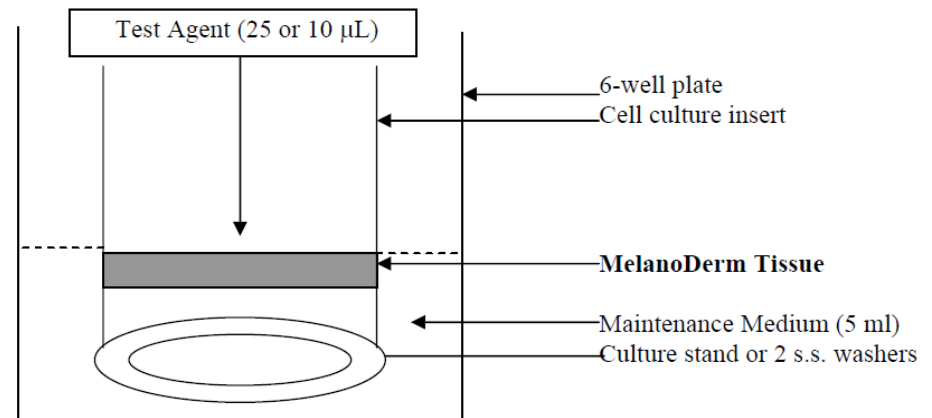 Test Agent (25 or 10 μL)
6-well plate
Cell culture insert
MelanoDerm Tissue
Maintenance Medium (5 ml)
Culture stand or 2 s.s. washers